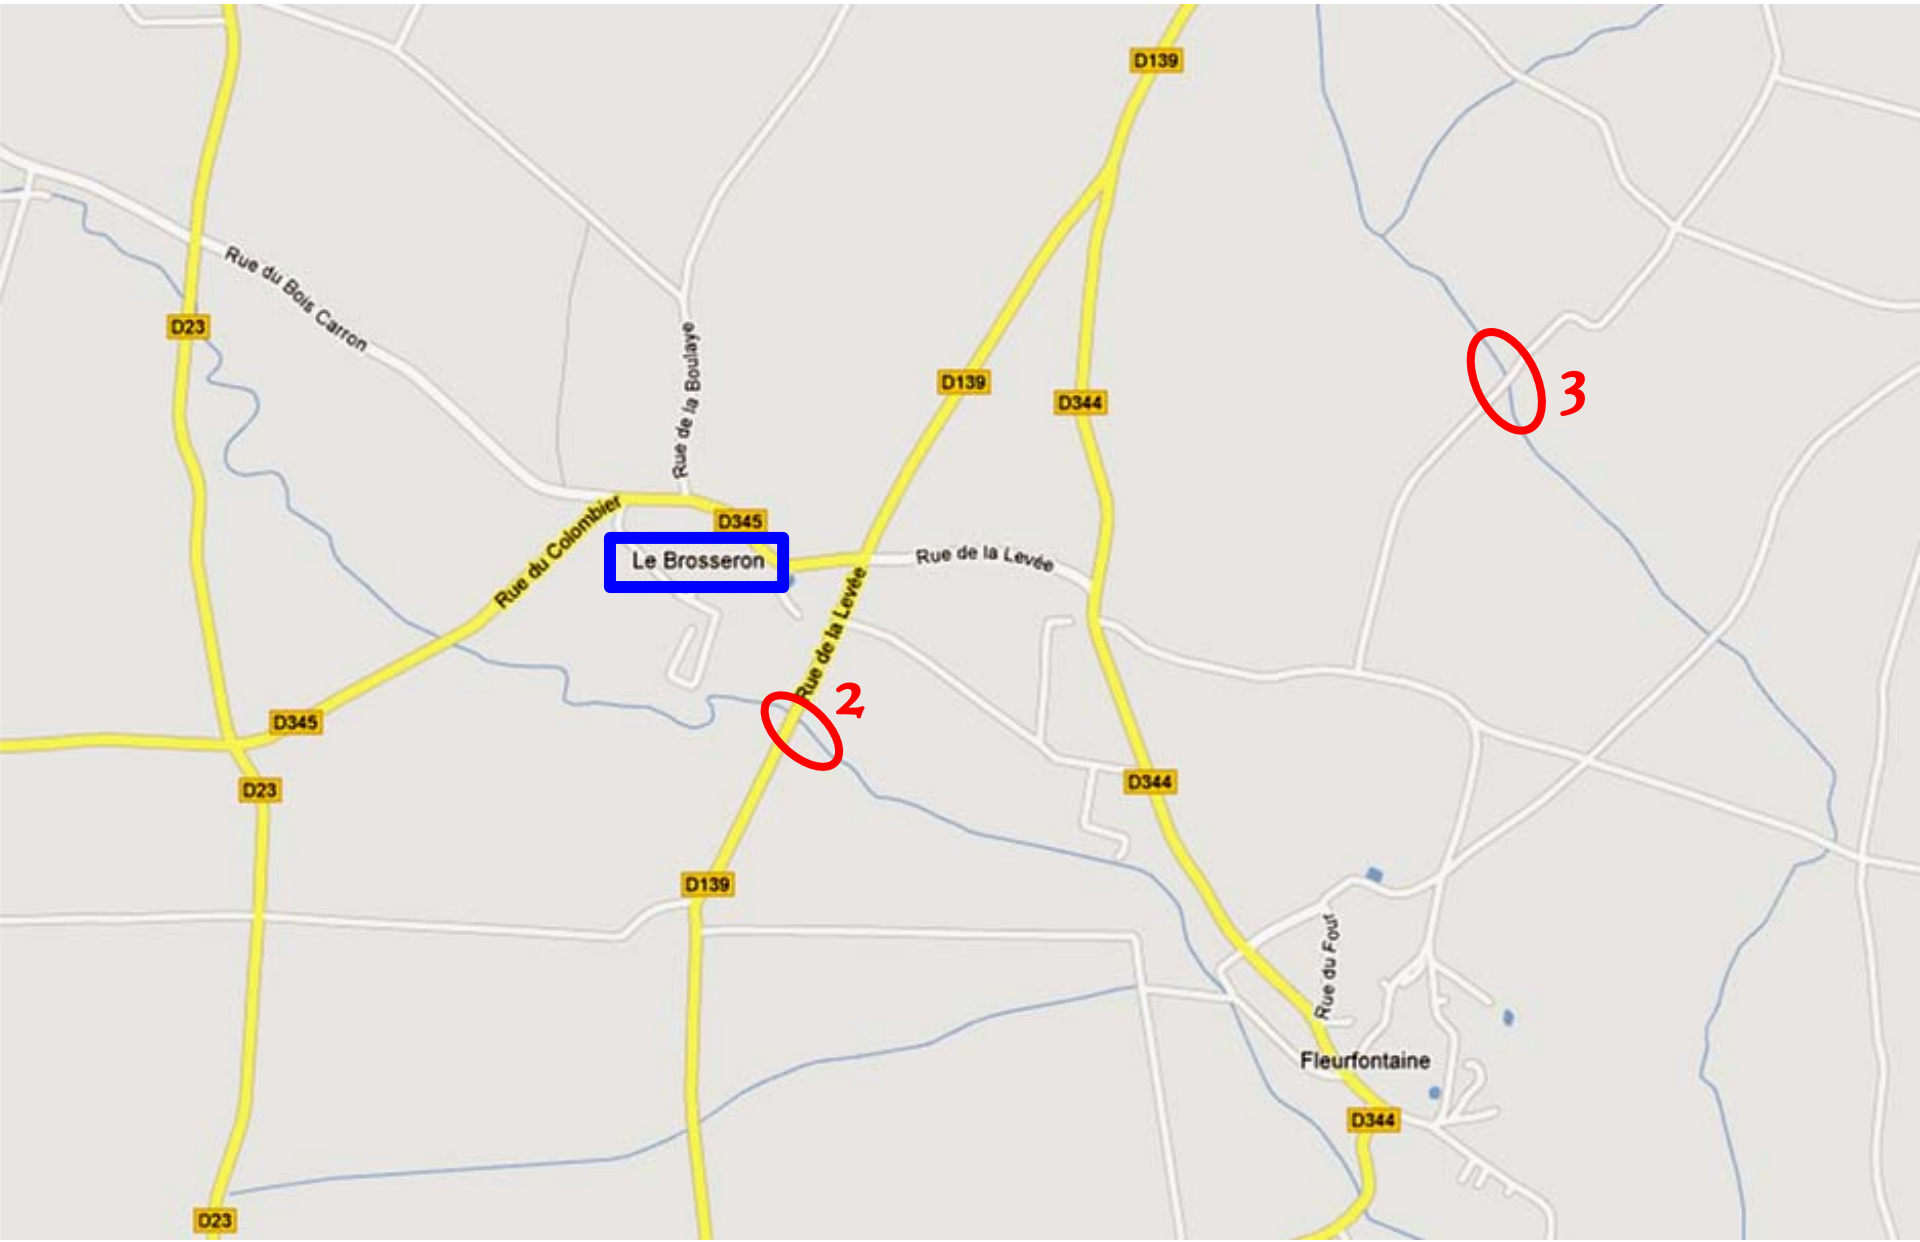 D139
Rue du Bois Carron
D23
Rue de la Boulaye
D139
D344
3
Rue du Colombier
D345
Le Brosseron
Rue de la Levée
Rue de la Levée
2
D345
D23
D344
D139
Rue du Fouf
Fleurfontaine
D344
D23